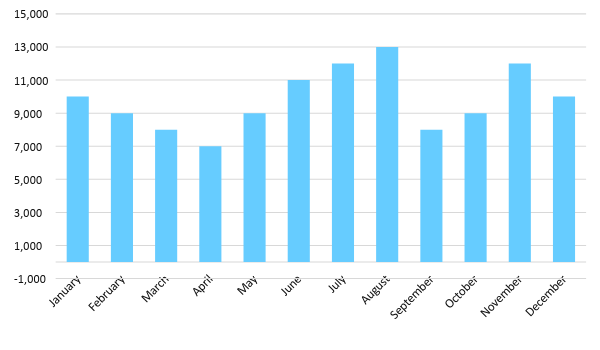 15,000
13,000
11,000
9,000
7,000
5,000
3,000
1,000
-1,000
January
February
March
April
May
June
July
August
September
October
November
December